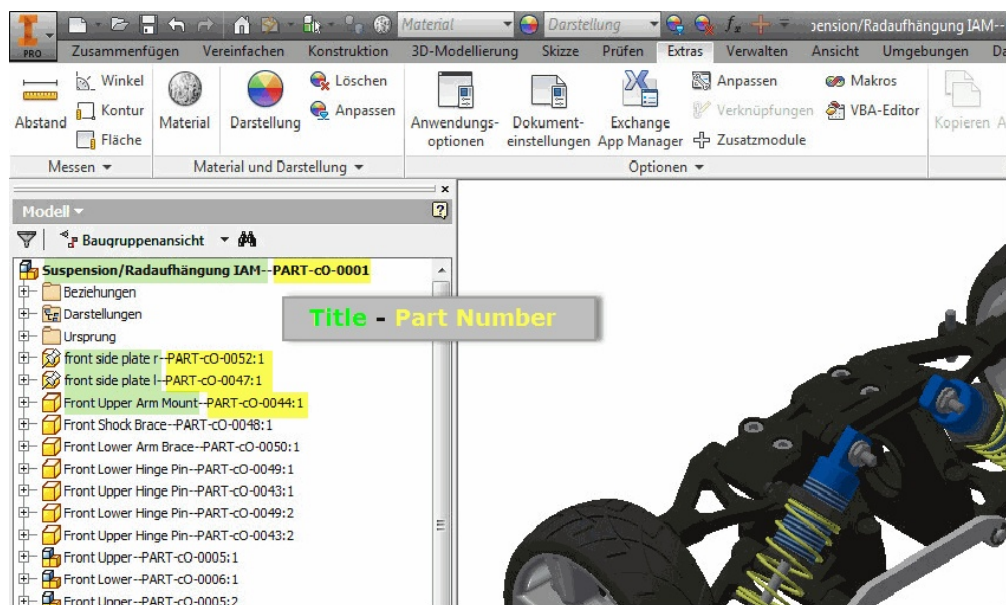 Material
Darstellung
pension/Radaufhängung IAM--
PRO
Zusammenfügen Vereinfachen Konstruktion 3D-Modellierung Skizze Prüfen Extras Verwalten Ansicht Umgebungen
Abstand
Winkel
Kontur
Fläche
Messen
Material
Darstellung
Löschen
Anpassen
Material und Darstellung
Anwendungs-
optionen
Dokument-
einstellungen
Exchange
App Manager
Anpassen
Verknüpfungen
Zusatzmodule
Makros
VBA-Editor
Optionen
Kopieren
Modell
Baugruppenansicht
Suspension/Radaufhängung IAM--PART-cO-0001
Beziehungen
Darstellungen
Ursprung
Title - Part Number
front side plate r--PART-cO-0052:1
front side plate l--PART-cO-0047:1
Front Upper Arm Mount--PART-cO-0044:1
Front Shock Brace--PART-cO-0048:1
Front Lower Arm Brace--PART-cO-0050:1
Front Lower Hinge Pin--PART-cO-0049:1
Front Upper Hinge Pin--PART-cO-0043:1
Front Lower Hinge Pin--PART-cO-0049:2
Front Upper Hinge Pin--PART-cO-0043:2
Front Upper--PART-cO-0005:1
Front Lower--PART-cO-0006:1
Front Upper--PART-cO-0005:2